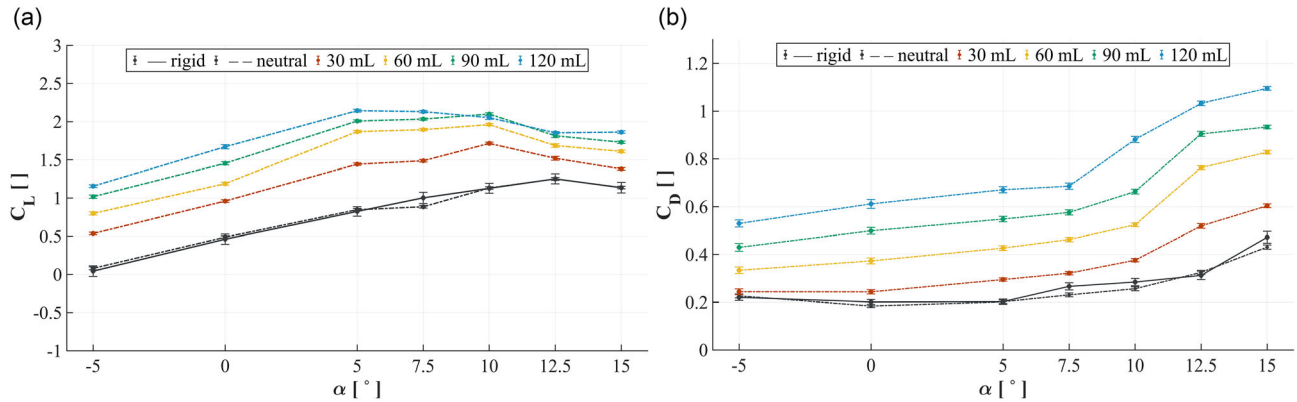 (a)
rigid neutral 30 mL 60 mL 90 mL 120 mL
C_L [ ]
3
2.5
2
1.5
1
0.5
0
-0.5
-1
-5 0 5 7.5 10 12.5 15
α [ ° ]
(b)
rigid neutral 30 mL 60 mL 90 mL 120 mL
C_D [ ]
1.2
1
0.8
0.6
0.4
0.2
0
-5 0 5 7.5 10 12.5 15
α [ ° ]